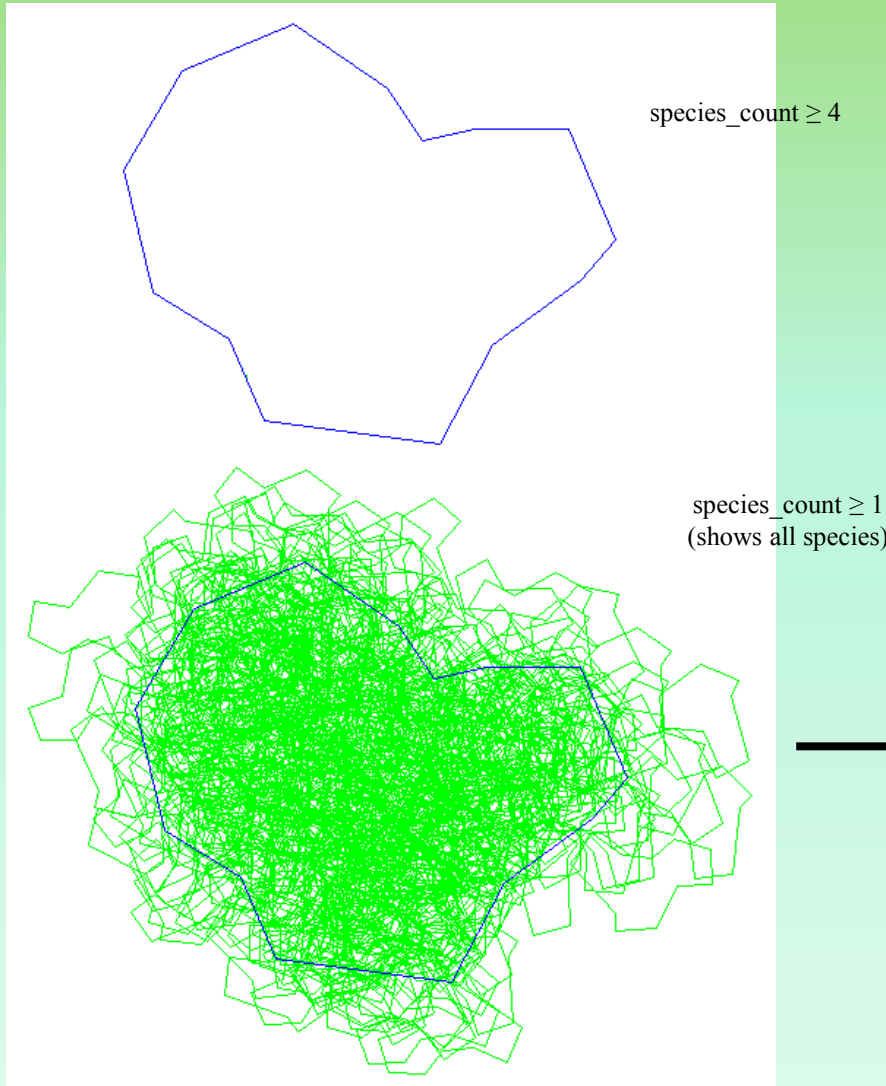 species_count ≥ 4
species_count ≥ 1
(shows all species)